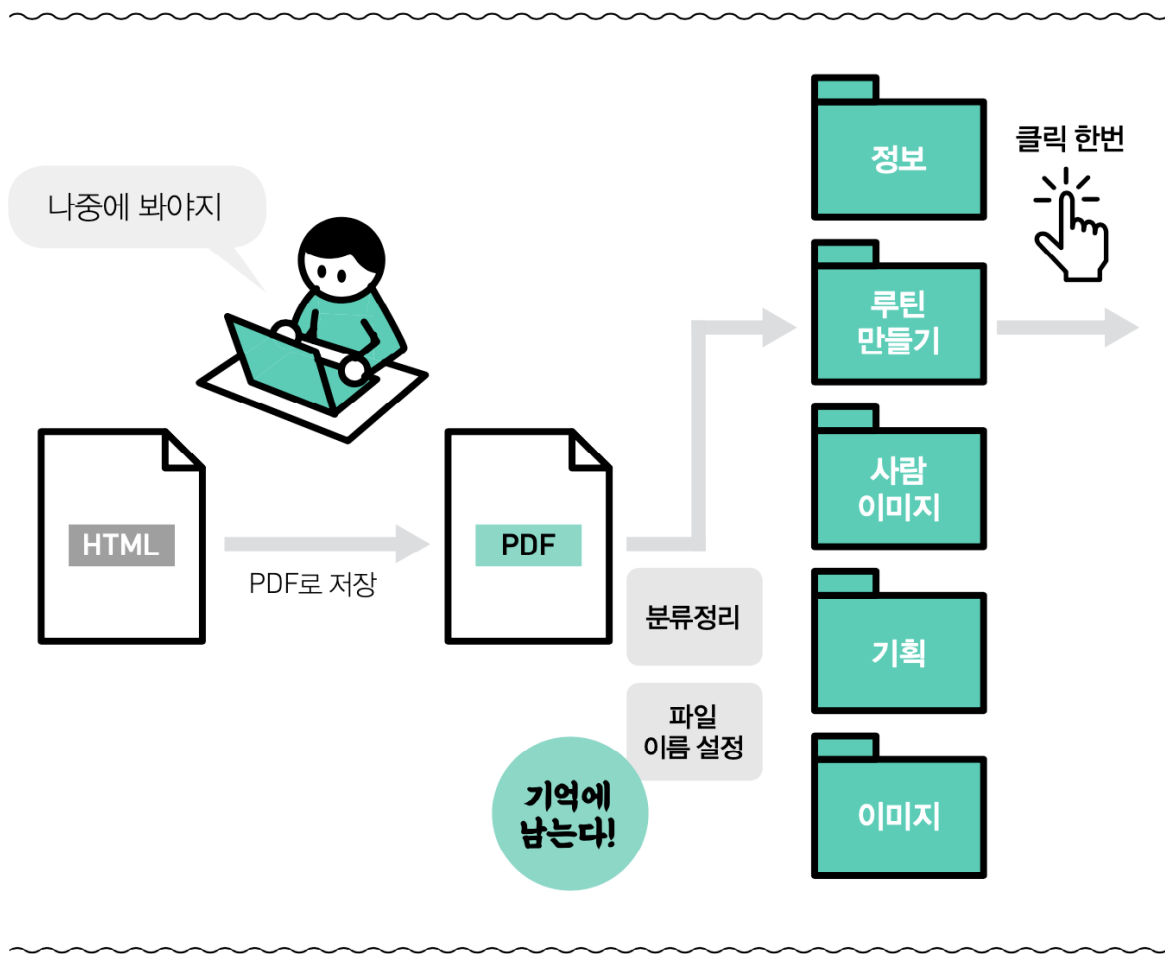 나중에 봐야지
HTML
PDF로 저장
PDF
분류정리
파일
이름 설정
기억에
남는다!
정보
루틴
만들기
사람
이미지
기획
이미지
클릭 한번